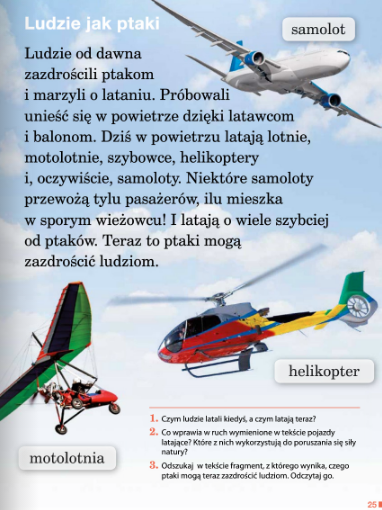 Ludzie jak ptaki
samolot
Ludzie od dawna
zazdrościli ptakom
i marzyli o lataniu. Próbowali
unieść się w powietrze dzięki latawcom
i balonom. Dziś w powietrzu latają lotnie,
motolotnie, szybowce, helikoptery
i, oczywiście, samoloty. Niektóre samoloty
przewożą tylu pasażerów, ilu mieszka
w sporym wieżowcu! I latają o wiele szybciej
od ptaków. Teraz to ptaki mogą
zazdrościć ludziom.
helikopter
motolotnia
1. Czym ludzie latali kiedyś, a czym latają teraz?
2. Co wprawia w ruch wymienione w tekście pojazdy
latające? Które z nich wykorzystują do poruszania się siły
natury?
3. Odszukaj w tekście fragment, z którego wynika, czego
ptaki mogą teraz zazdrościć ludziom. Odczytaj go.
25